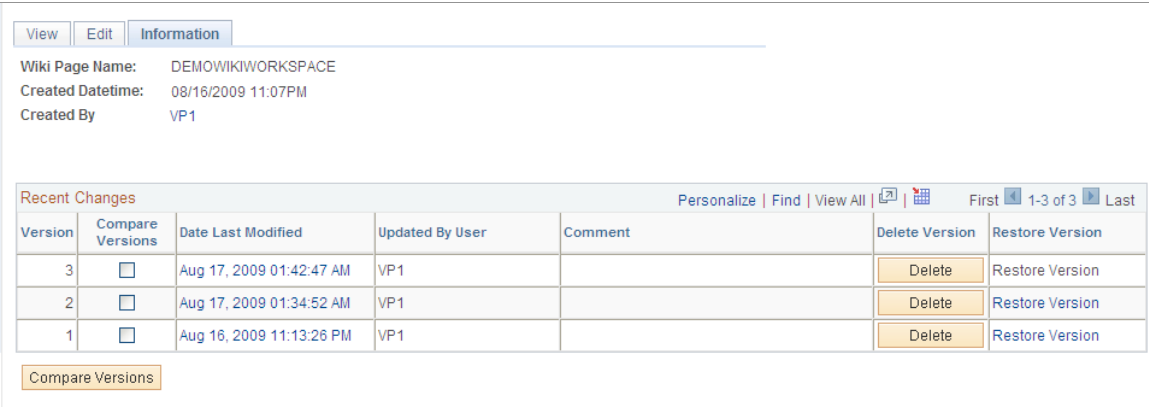 View Edit Information
Wiki Page Name: DEMOWIKIWORKSPACE
Created Datetime: 08/16/2009 11:07PM
Created By VP1
Recent Changes Personalize | Find | View All | | First 1-3 of 3 Last
Version Compare Versions Date Last Modified Updated By User Comment Delete Version Restore Version
3 Aug 17, 2009 01:42:47 AM VP1 Delete Restore Version
2 Aug 17, 2009 01:34:52 AM VP1 Delete Restore Version
1 Aug 16, 2009 11:13:26 PM VP1 Delete Restore Version
Compare Versions